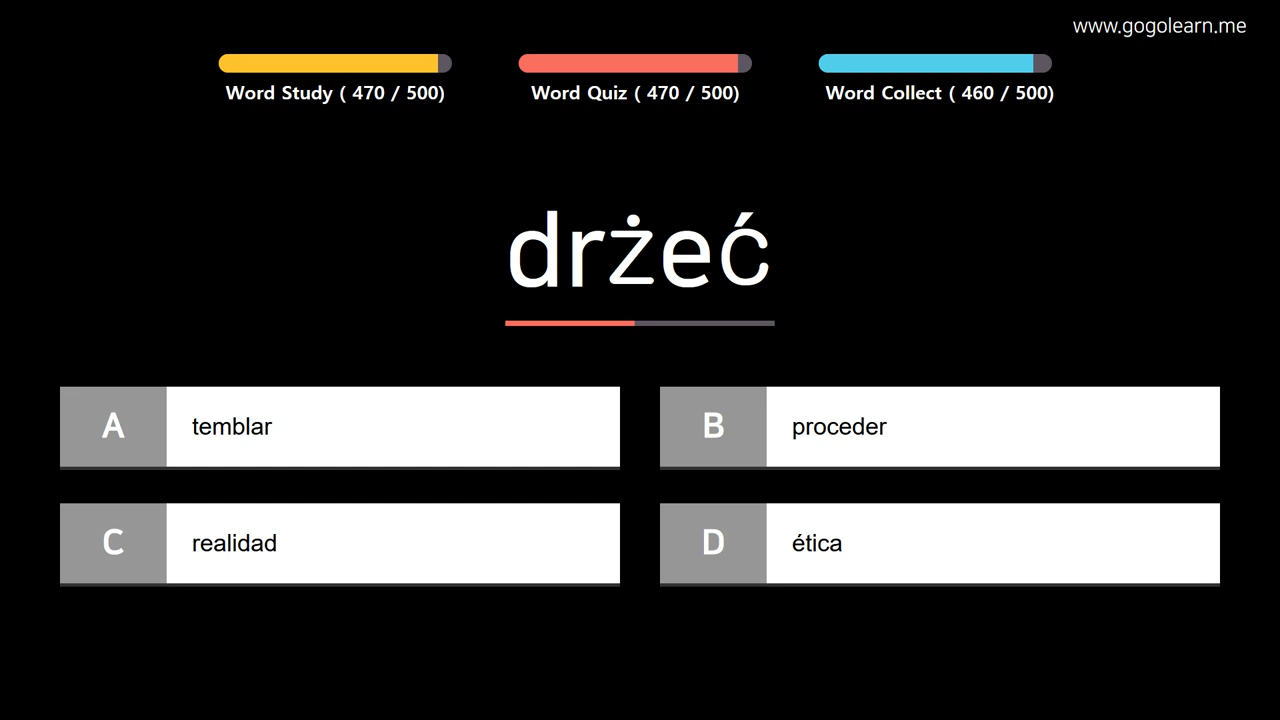 www.gogolearn.me
Word Study ( 470 / 500)
Word Quiz ( 470 / 500)
Word Collect ( 460 / 500)
drżeć
A temblar
B proceder
C realidad
D ética